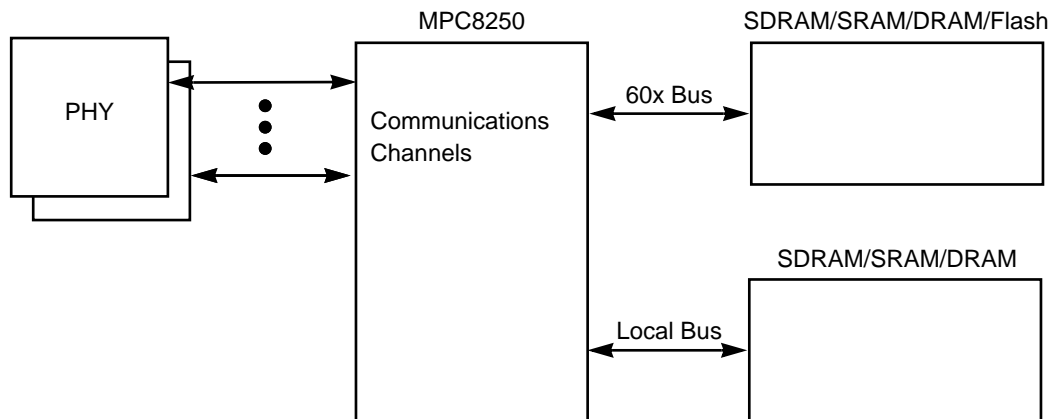 MPC8250
SDRAM/SRAM/DRAM/Flash
PHY
60x Bus
Communications
Channels
SDRAM/SRAM/DRAM
Local Bus